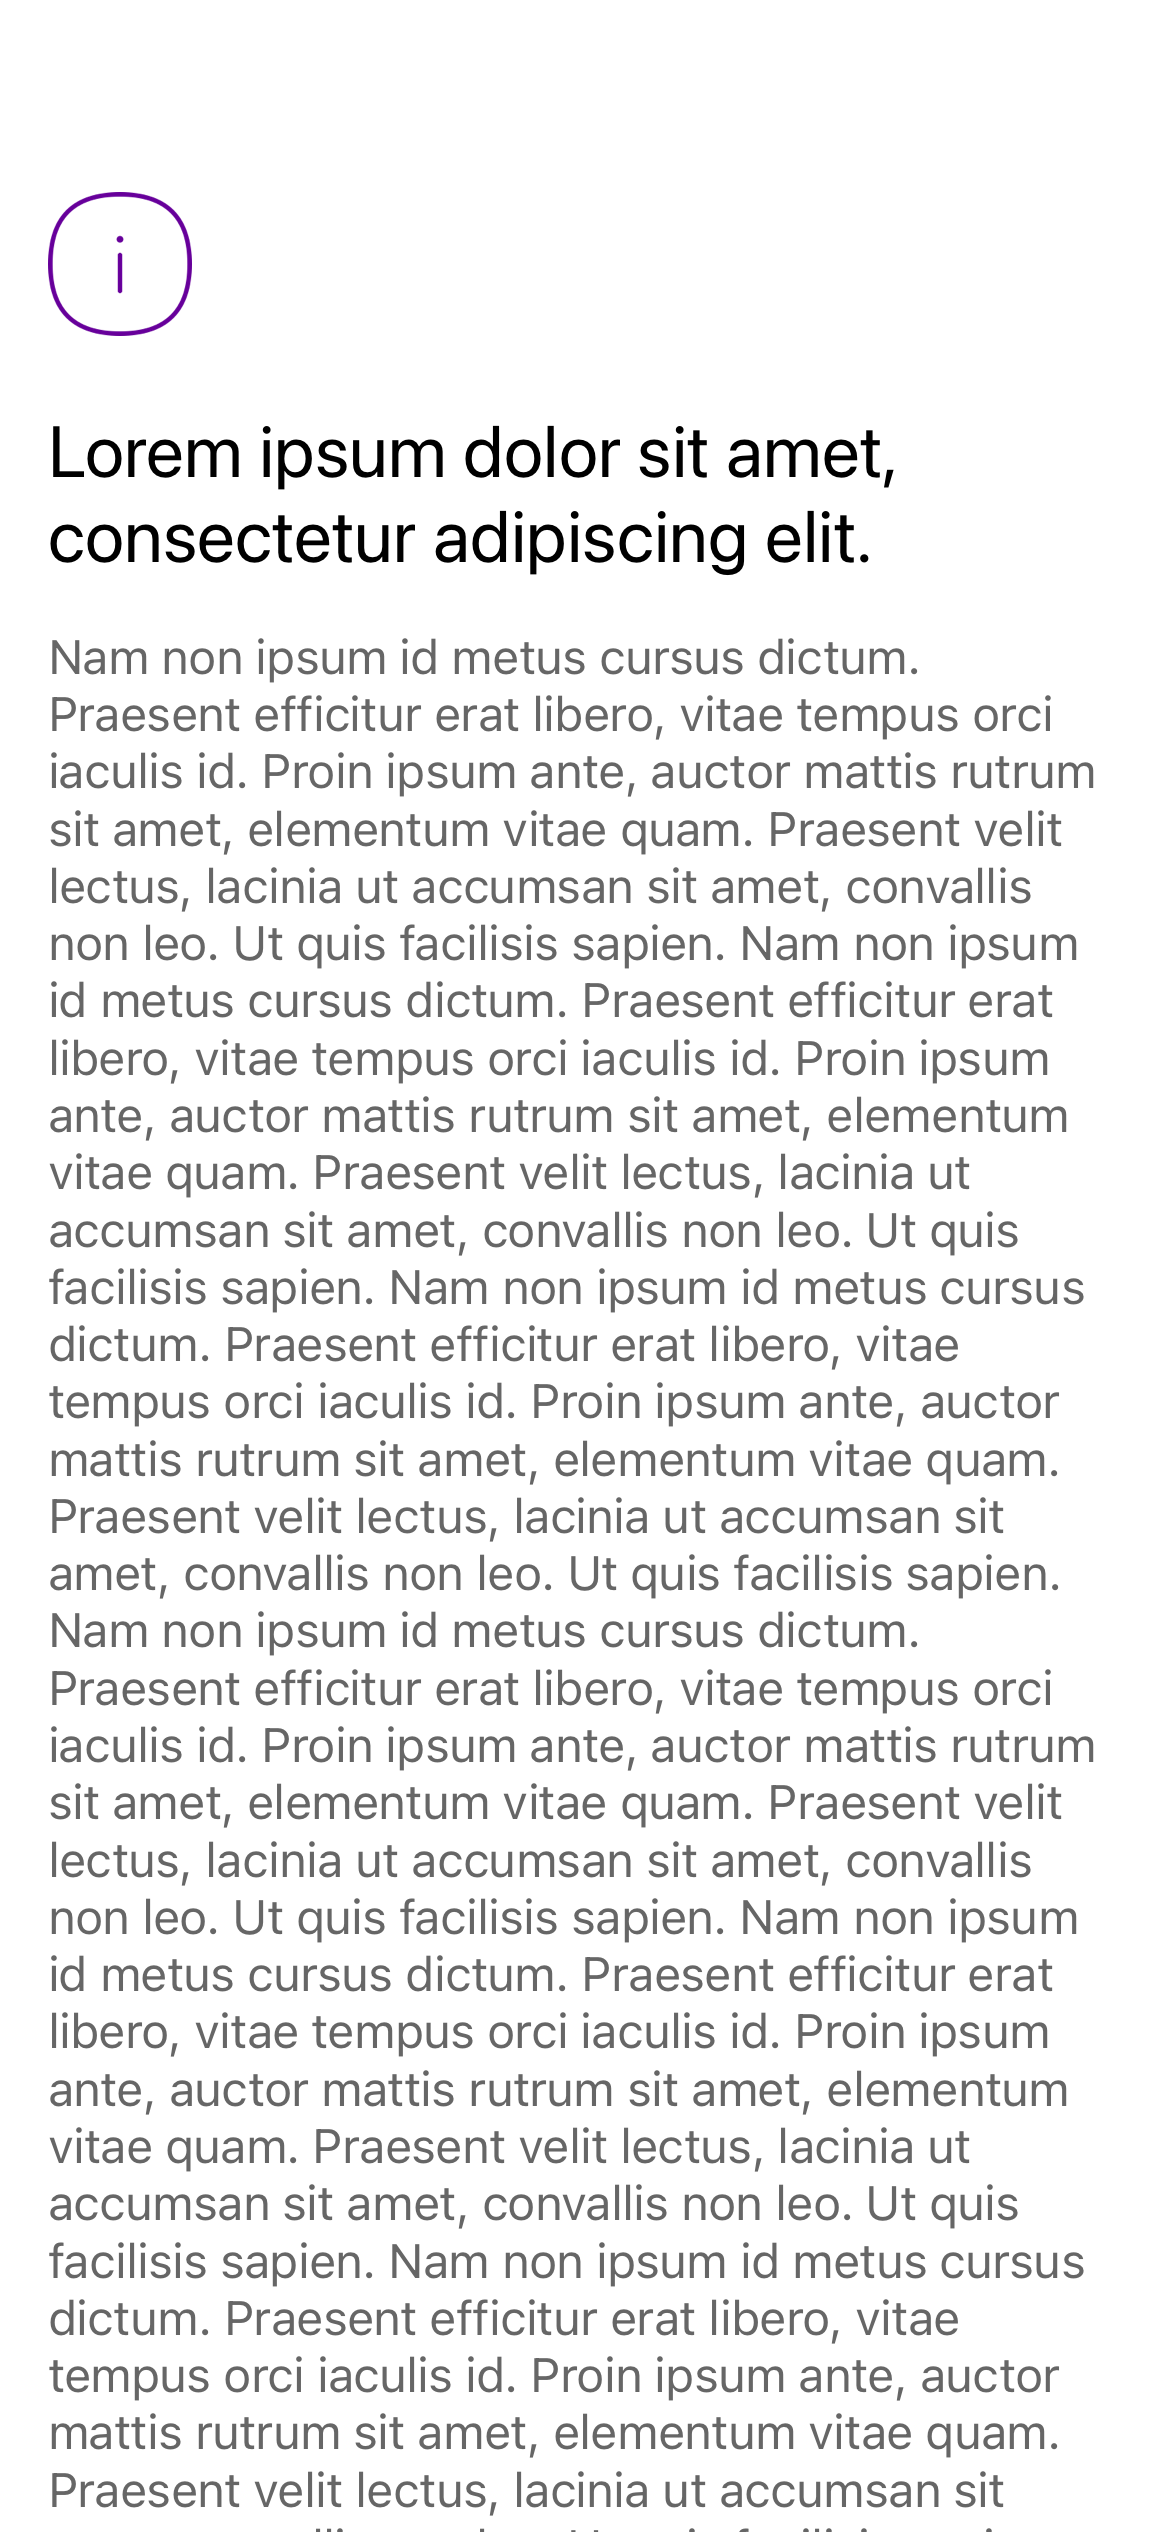 i
Lorem ipsum dolor sit amet,
consectetur adipiscing elit.
Nam non ipsum id metus cursus dictum.
Praesent efficitur erat libero, vitae tempus orci
iaculis id. Proin ipsum ante, auctor mattis rutrum
sit amet, elementum vitae quam. Praesent velit
lectus, lacinia ut accumsan sit amet, convallis
non leo. Ut quis facilisis sapien. Nam non ipsum
id metus cursus dictum. Praesent efficitur erat
libero, vitae tempus orci iaculis id. Proin ipsum
ante, auctor mattis rutrum sit amet, elementum
vitae quam. Praesent velit lectus, lacinia ut
accumsan sit amet, convallis non leo. Ut quis
facilisis sapien. Nam non ipsum id metus cursus
dictum. Praesent efficitur erat libero, vitae
tempus orci iaculis id. Proin ipsum ante, auctor
mattis rutrum sit amet, elementum vitae quam.
Praesent velit lectus, lacinia ut accumsan sit
amet, convallis non leo. Ut quis facilisis sapien.
Nam non ipsum id metus cursus dictum.
Praesent efficitur erat libero, vitae tempus orci
iaculis id. Proin ipsum ante, auctor mattis rutrum
sit amet, elementum vitae quam. Praesent velit
lectus, lacinia ut accumsan sit amet, convallis
non leo. Ut quis facilisis sapien. Nam non ipsum
id metus cursus dictum. Praesent efficitur erat
libero, vitae tempus orci iaculis id. Proin ipsum
ante, auctor mattis rutrum sit amet, elementum
vitae quam. Praesent velit lectus, lacinia ut
accumsan sit amet, convallis non leo. Ut quis
facilisis sapien. Nam non ipsum id metus cursus
dictum. Praesent efficitur erat libero, vitae
tempus orci iaculis id. Proin ipsum ante, auctor
mattis rutrum sit amet, elementum vitae quam.
Praesent velit lectus, lacinia ut accumsan sit